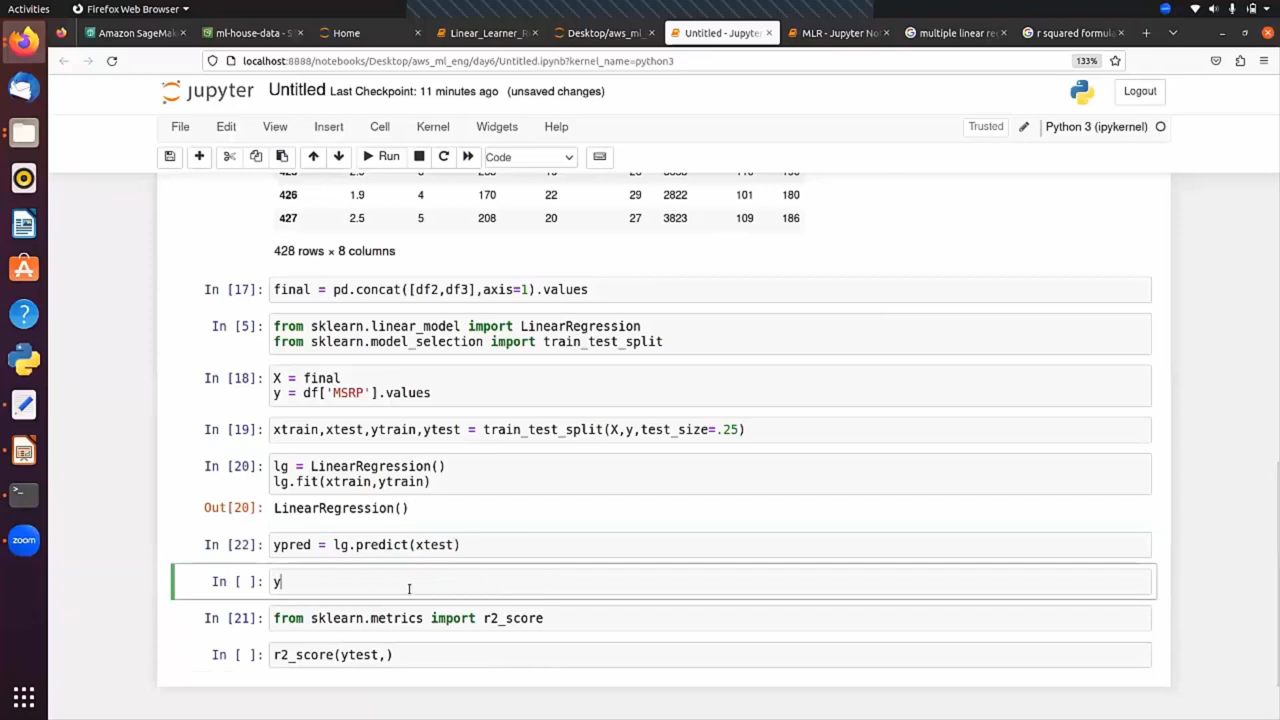 Activities Firefox Web Browser
Amazon SageMa
ml-house-data - S
Home
Linear_Learner_R
Desktop/aws_ml_
Untitled - Jupyter
MLR - Jupyter No
multiple linear re
r squared formula
localhost:8888/notebooks/Desktop/aws_ml_eng/day6/Untitled.ipynb?kernel_name=python3 133%
jupyter Untitled Last Checkpoint: 11 minutes ago (unsaved changes) Logout
File Edit View Insert Cell Kernel Widgets Help Trusted Python 3 (ipykernel)
Run Code
426 1.9 4 170 22 29 2822 101 180
427 2.5 5 208 20 27 3823 109 186
428 rows × 8 columns
In [17]: final = pd.concat([df2,df3],axis=1).values
In [5]: from sklearn.linear_model import LinearRegression
from sklearn.model_selection import train_test_split
In [18]: X = final
y = df['MSRP'].values
In [19]: xtrain,xtest,ytrain,ytest = train_test_split(X,y,test_size=.25)
In [20]: lg = LinearRegression()
lg.fit(xtrain,ytrain)
Out[20]: LinearRegression()
In [22]: ypred = lg.predict(xtest)
In [ ]: y
In [21]: from sklearn.metrics import r2_score
In [ ]: r2_score(ytest,)
zoom